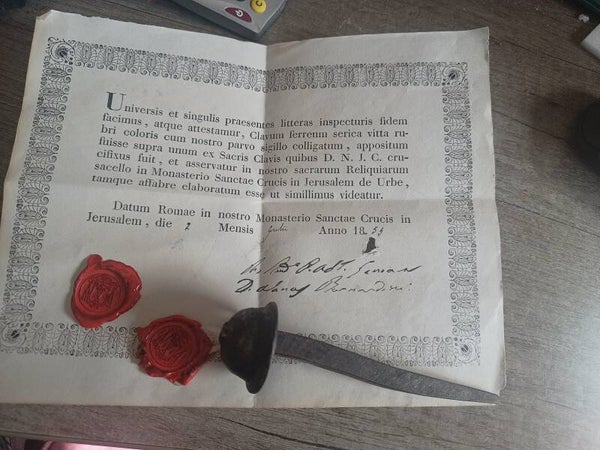 Universis et singulis praesentes litteras inspecturis fidem
facimus, atque attestamur, Clavum ferreum serica vitta ru-
bri coloris cum nostro parvo sigillo colligatum, appositum
fuisse supra unum ex Sacris Clavis quibus D. N. J. C. cru-
cifixus fuit, et asservatur in nostro sacrarum Reliquiarum
sacello in Monasterio Sanctae Crucis in Jerusalem de Urbe,
tamque affabre elaboratum esse ut simillimus videatur.
Datum Romae in nostro Monasterio Sanctae Crucis in
Jerusalem, die 2 Mensis Anno 18